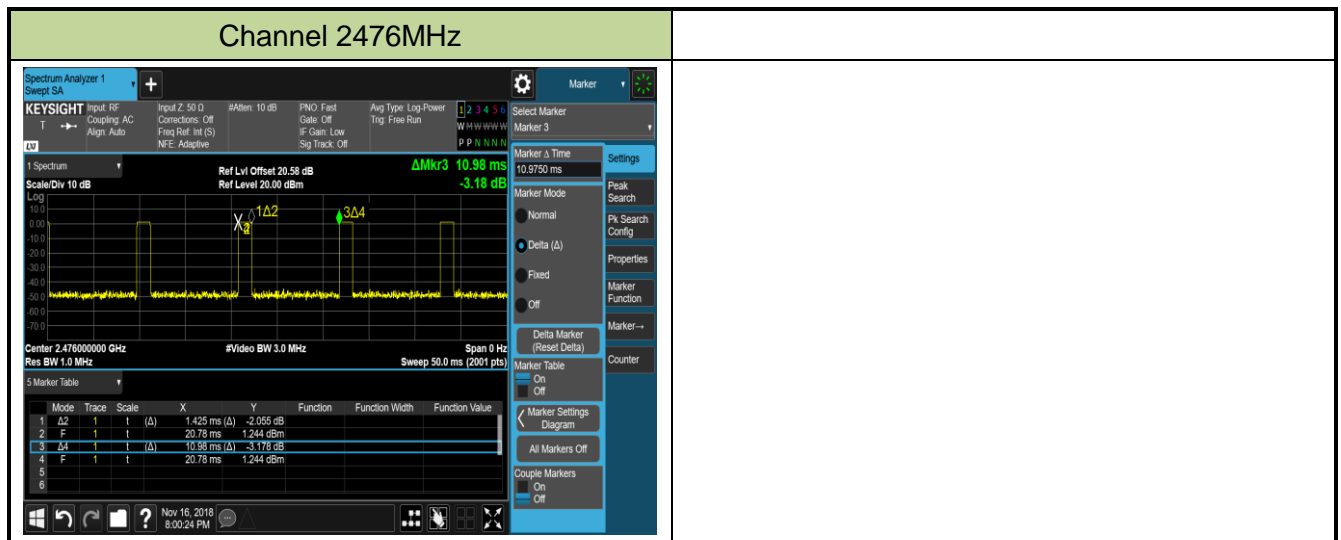 Channel 2476MHz
Spectrum Analyzer 1
Swept SA
+
Marker
KEYSIGHT Input: RF Input Z: 50 Ω #Atten: 10 dB PNO: Fast Avg Type: Log-Power 1 2 3 4 5 6
T Coupling: AC Corrections: Off Gate: Off Trig: Free Run
Align: Auto Freq Ref: Int (S) IF Gain: Low W M W W W W
LXI NFE: Adaptive Sig Track: Off P P N N N N
Select Marker
Marker 3
1 Spectrum Ref Lvl Offset 20.58 dB ΔMkr3 10.98 ms
Scale/Div 10 dB Ref Level 20.00 dBm -3.18 dB
Log
10.0
0.00
-10.0
-20.0
-30.0
-40.0
-50.0
-60.0
-70.0
1Δ2
3Δ4
Center 2.476000000 GHz #Video BW 3.0 MHz Span 0 Hz
Res BW 1.0 MHz Sweep 50.0 ms (2001 pts)
5 Marker Table
Mode Trace Scale X Y Function Function Width Function Value
1 Δ2 1 t (Δ) 1.425 ms (Δ) -2.055 dB
2 F 1 t 20.78 ms 1.244 dBm
3 Δ4 1 t (Δ) 10.98 ms (Δ) -3.178 dB
4 F 1 t 20.78 ms 1.244 dBm
5
6
Marker Δ Time
10.9750 ms
Marker Mode
Normal
Delta (Δ)
Fixed
Off
Delta Marker
(Reset Delta)
Marker Table
On
Off
Marker Settings
Diagram
All Markers Off
Couple Markers
On
Off
Settings
Peak
Search
Pk Search
Config
Properties
Marker
Function
Marker→
Counter
? Nov 16, 2018
8:00:24 PM